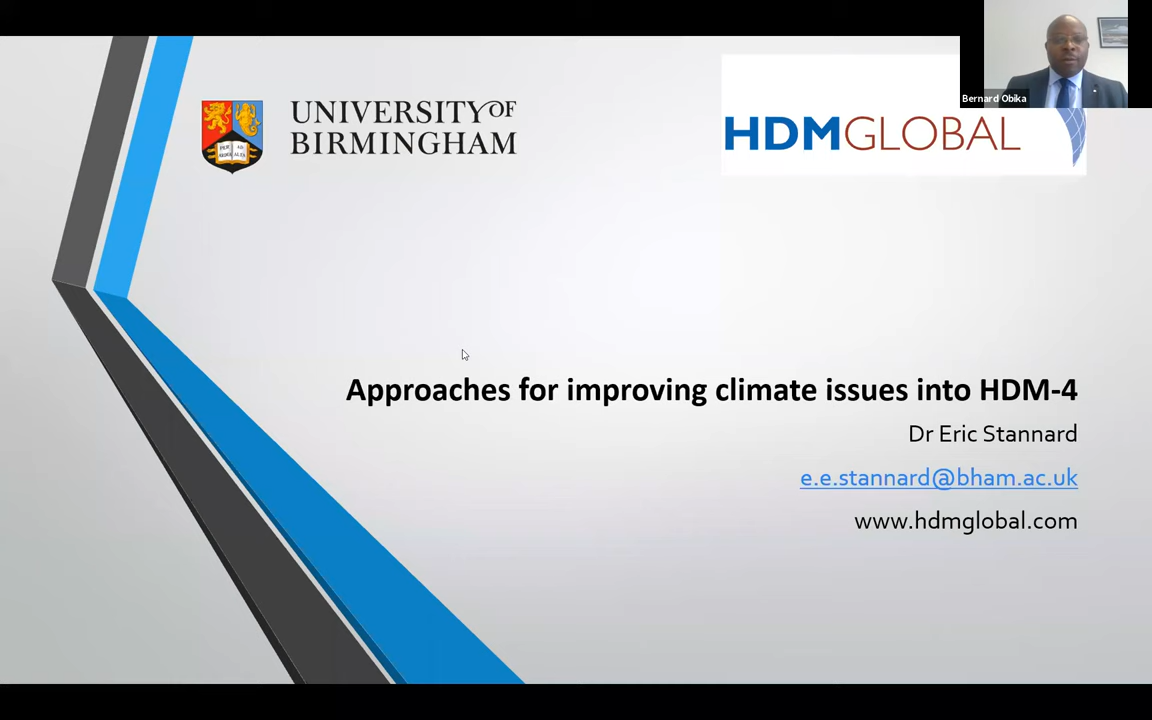 UNIVERSITY OF
BIRMINGHAM
HDMGLOBAL
Bernard Obika
Approaches for improving climate issues into HDM-4
Dr Eric Stannard
e.e.stannard@bham.ac.uk
www.hdmglobal.com